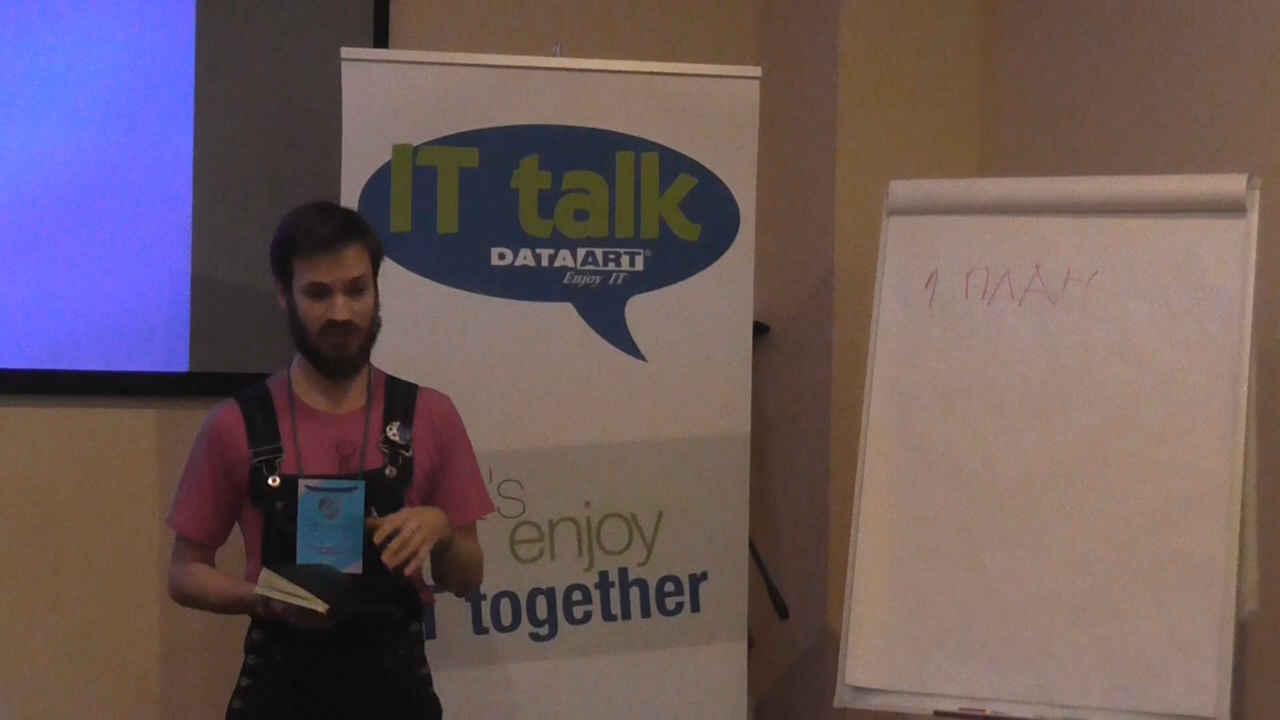 IT talk
DATAART®
Enjoy IT
's
enjoy
together
1 ПЛАН